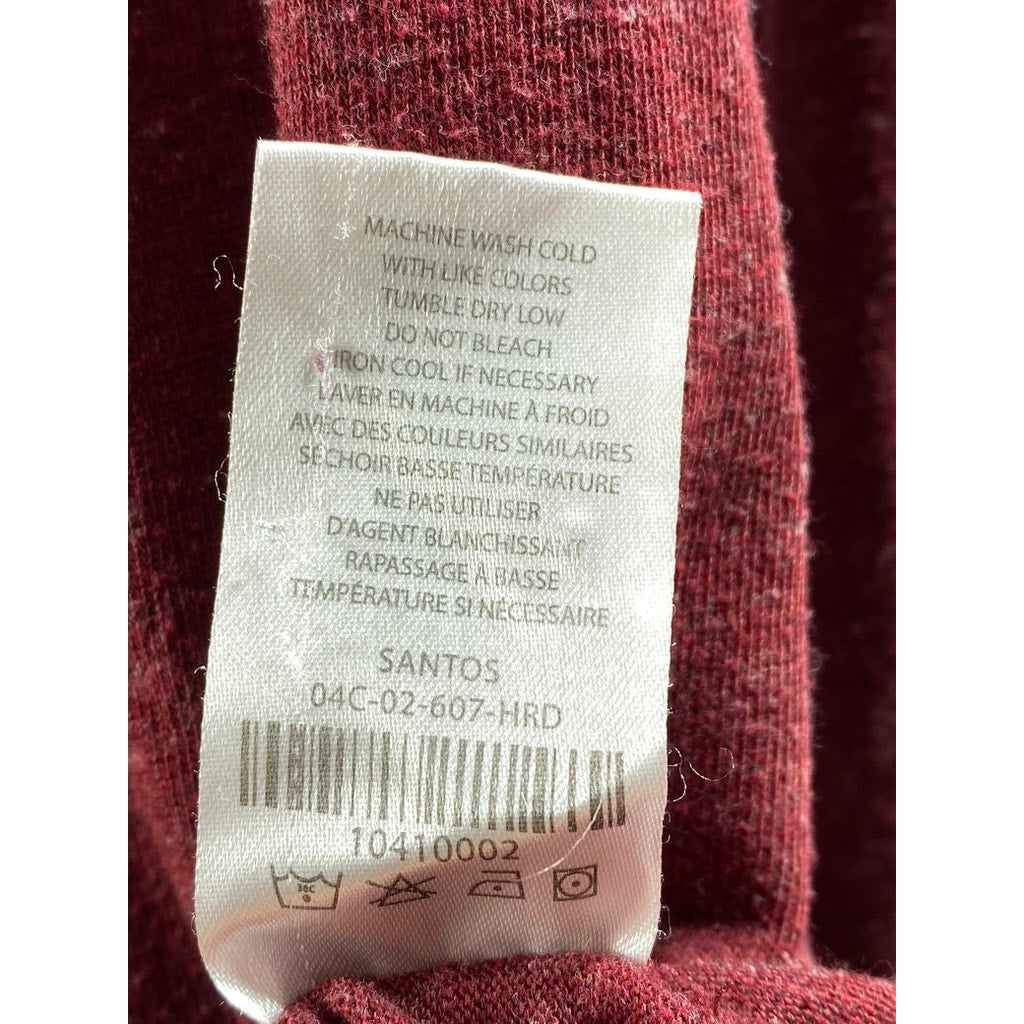 MACHINE WASH COLD
WITH LIKE COLORS
TUMBLE DRY LOW
DO NOT BLEACH
IRON COOL IF NECESSARY
LAVER EN MACHINE À FROID
AVEC DES COULEURS SIMILAIRES
SÉCHOIR BASSE TEMPÉRATURE
NE PAS UTILISER
D'AGENT BLANCHISSANT
RAPASSAGE À BASSE
TEMPÉRATURE SI NÉCESSAIRE
SANTOS
04C-02-607-HRD
10410002
30C